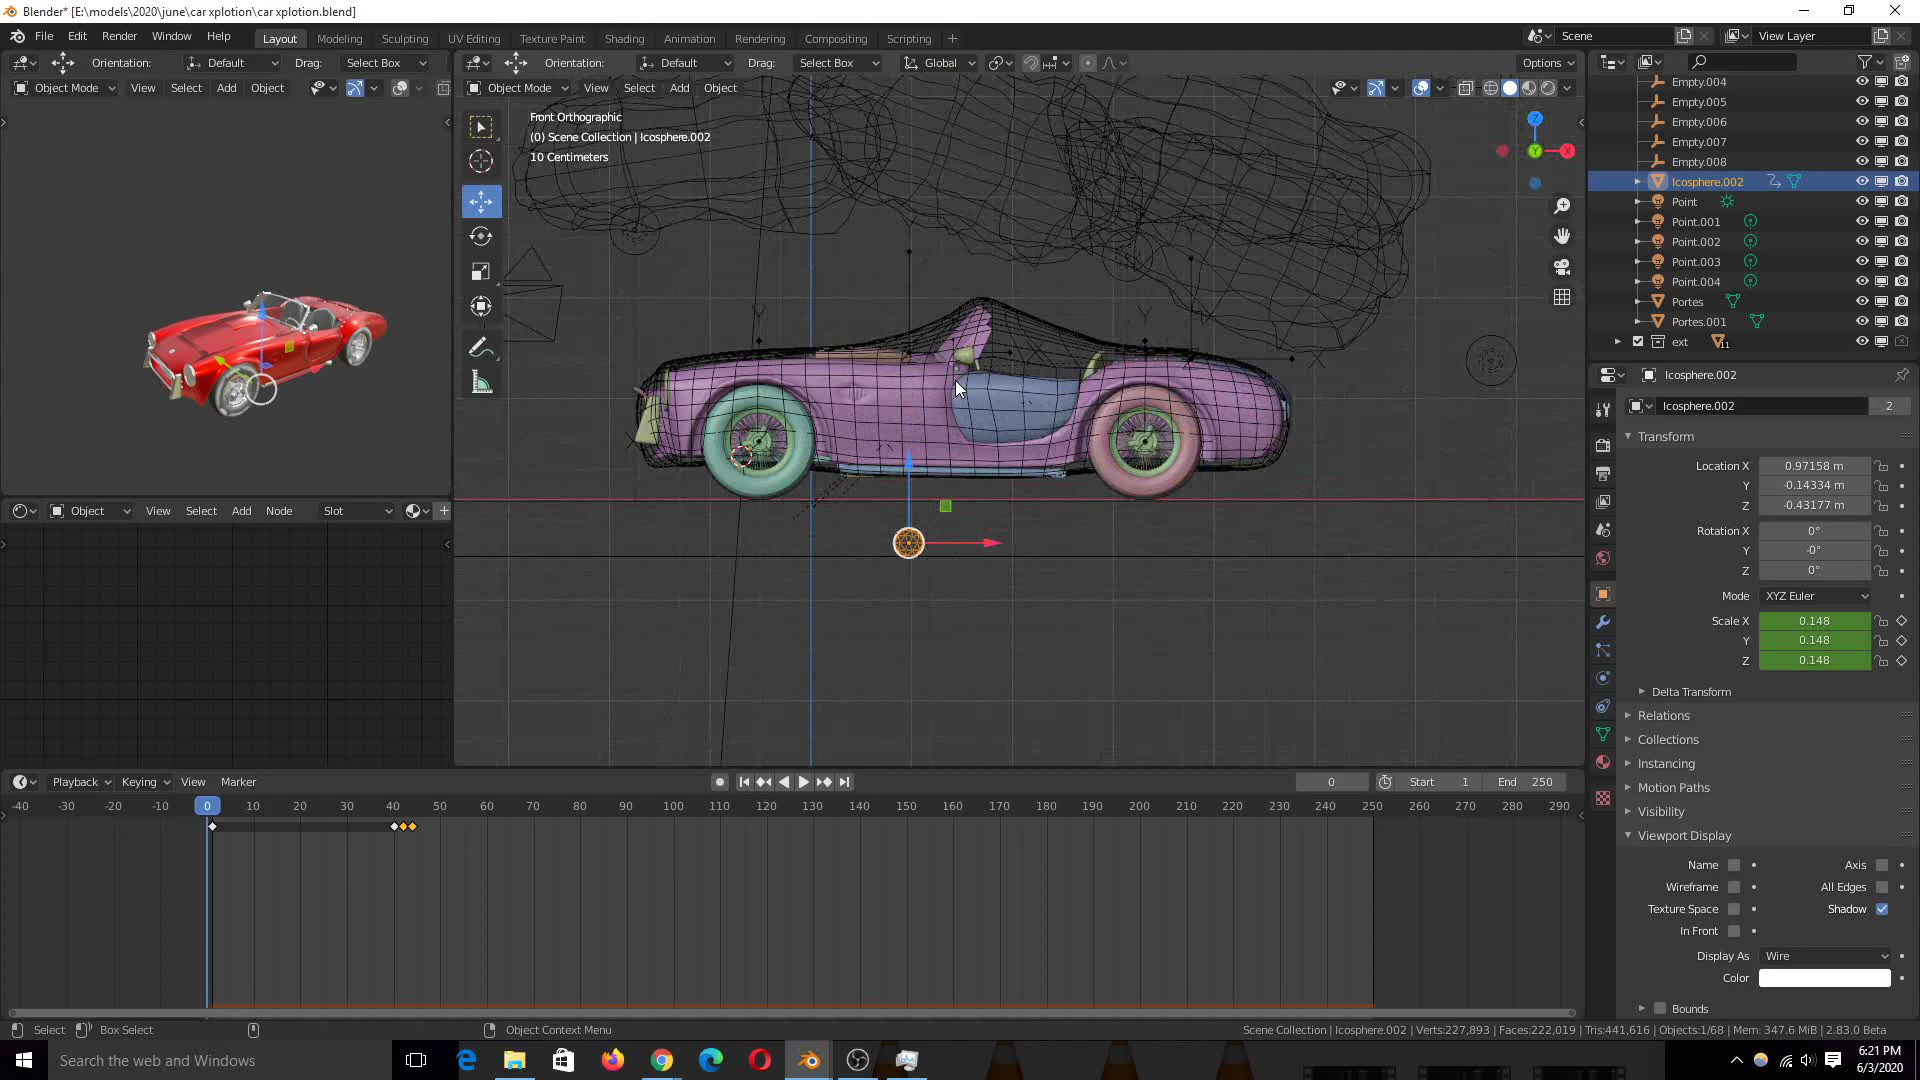 Blender* [E:\models\2020\june\car xplotion\car xplotion.blend]
File Edit Render Window Help
Layout Modeling Sculpting UV Editing Texture Paint Shading Animation Rendering Compositing Scripting +
Scene View Layer
Orientation: Default Drag: Select Box
Orientation: Default Drag: Select Box Global Options
Object Mode View Select Add Object
Object Mode View Select Add Object
Front Orthographic
(0) Scene Collection | Icosphere.002
10 Centimeters
Z
Y
X
Empty.004
Empty.005
Empty.006
Empty.007
Empty.008
Icosphere.002
Point
Point.001
Point.002
Point.003
Point.004
Portes
Portes.001
ext 11
Icosphere.002
Icosphere.002 2
Transform
Location X 0.97158 m
Y -0.14334 m
Z -0.43177 m
Rotation X 0°
Y -0°
Z 0°
Mode XYZ Euler
Scale X 0.148
Y 0.148
Z 0.148
Delta Transform
Relations
Collections
Instancing
Motion Paths
Visibility
Viewport Display
Name Axis
Wireframe All Edges
Texture Space Shadow
In Front
Display As Wire
Color
Bounds
Object View Select Add Node Slot
Playback Keying View Marker 0 Start 1 End 250
-40 -30 -20 -10 0 10 20 30 40 50 60 70 80 90 100 110 120 130 140 150 160 170 180 190 200 210 220 230 240 250 260 270 280 290
Select Box Select Object Context Menu
Scene Collection | Icosphere.002 | Verts:227,893 | Faces:222,019 | Tris:441,616 | Objects:1/68 | Mem: 347.6 MiB | 2.83.0 Beta
Search the web and Windows
6:21 PM
6/3/2020